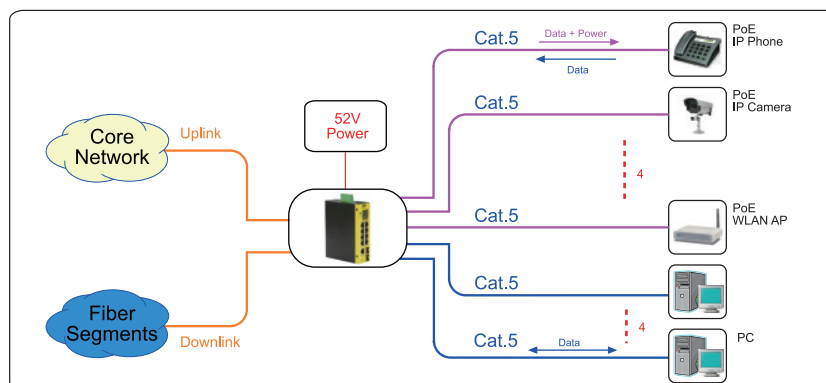 Cat.5
Data + Power
Data
PoE
IP Phone
52V
Power
Cat.5
PoE
IP Camera
Core
Network
Uplink
4
Cat.5
PoE
WLAN AP
Cat.5
Fiber
Segments
Downlink
4
Cat.5
Data
PC